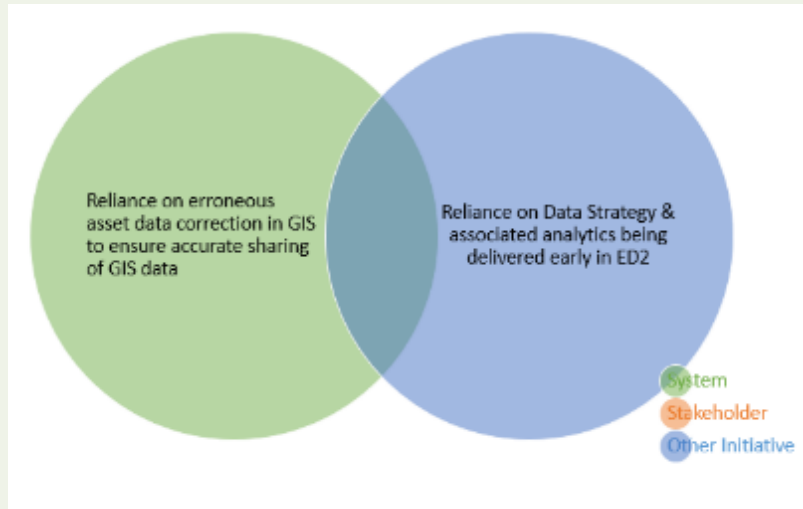 Reliance on erroneous
asset data correction in GIS
to ensure accurate sharing
of GIS data
Reliance on Data Strategy &
associated analytics being
delivered early in ED2
System
Stakeholder
Other Initiative